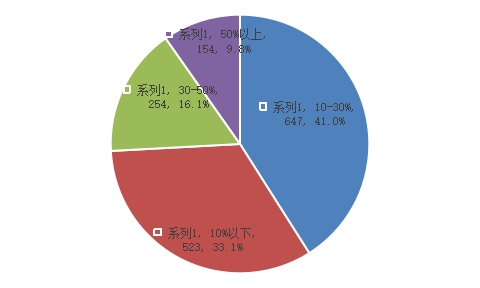 系列1, 50%以上,
154, 9.8%
系列1, 30-50%,
254, 16.1%
系列1, 10-30%,
647, 41.0%
系列1, 10%以下,
523, 33.1%